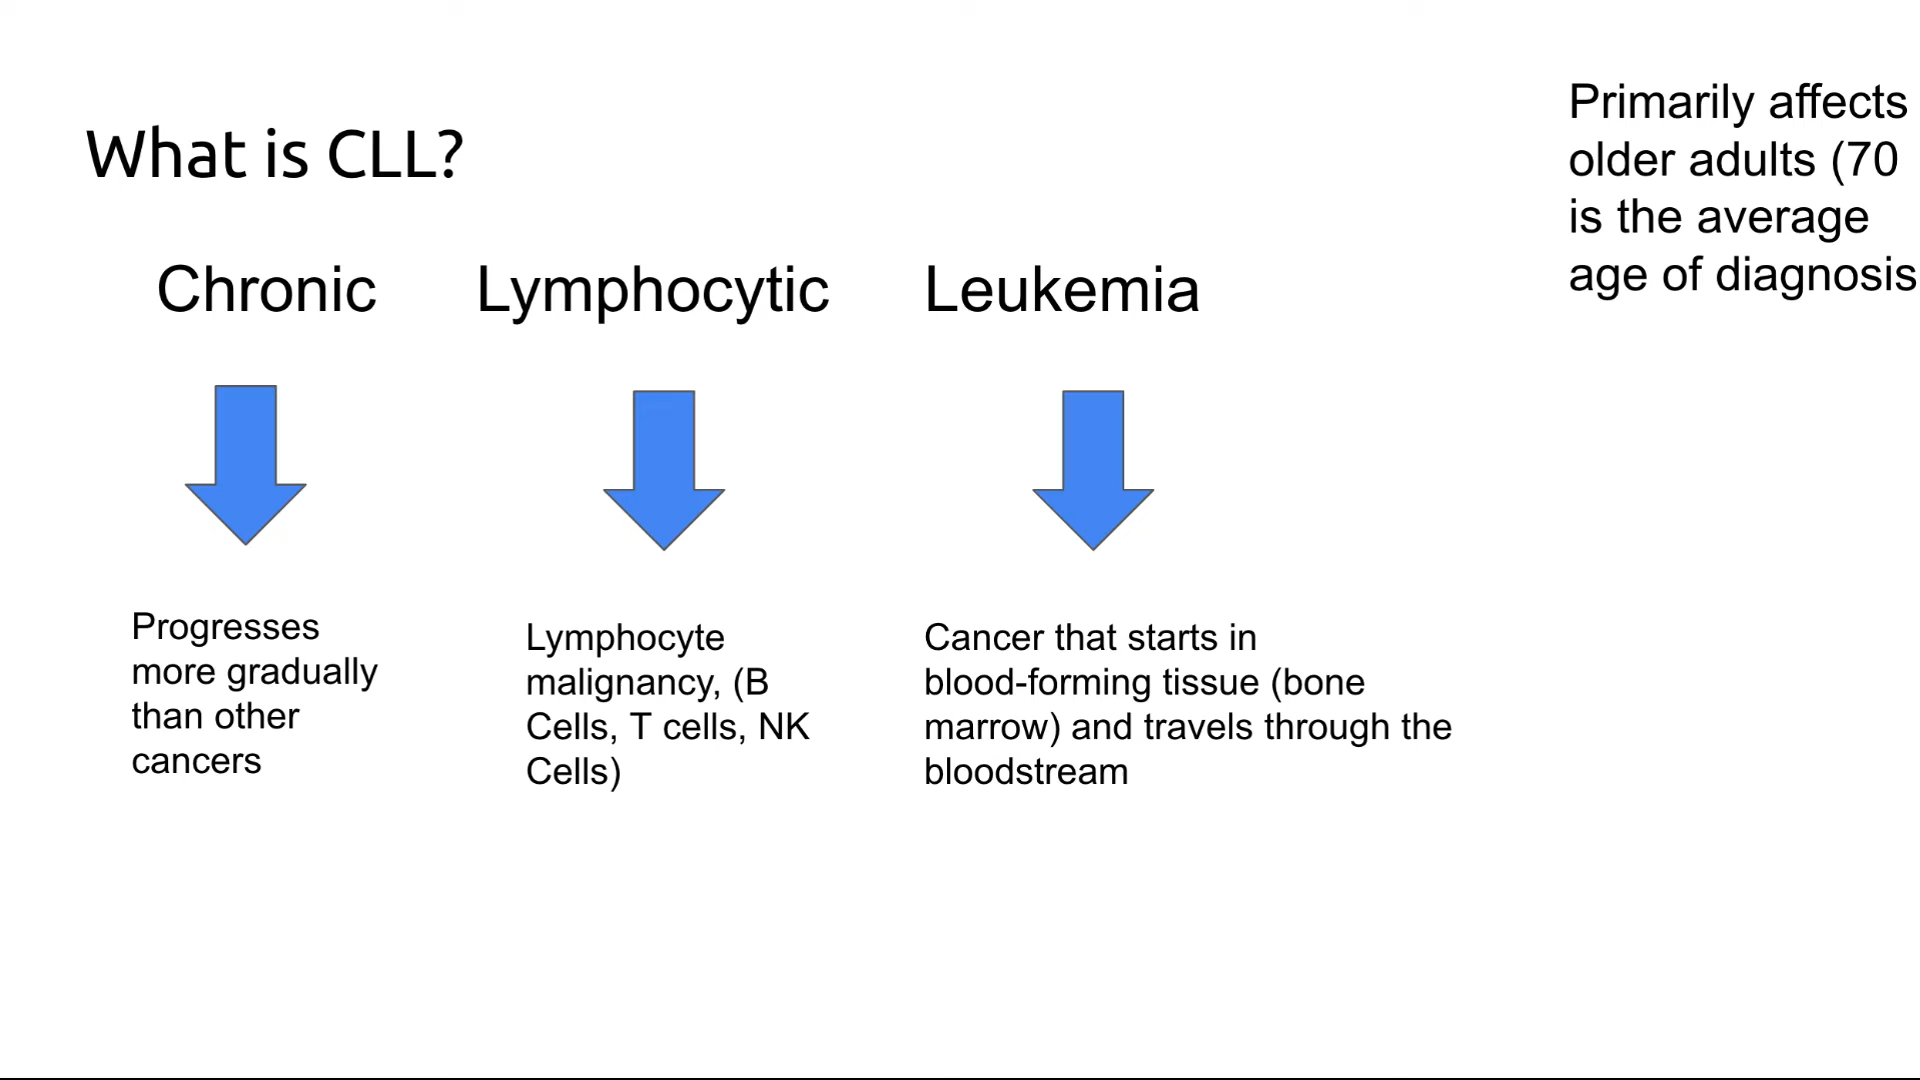 What is CLL?
Primarily affects
older adults (70
is the average
age of diagnosis
Chronic Lymphocytic Leukemia
Progresses
more gradually
than other
cancers
Lymphocyte
malignancy, (B
Cells, T cells, NK
Cells)
Cancer that starts in
blood-forming tissue (bone
marrow) and travels through the
bloodstream